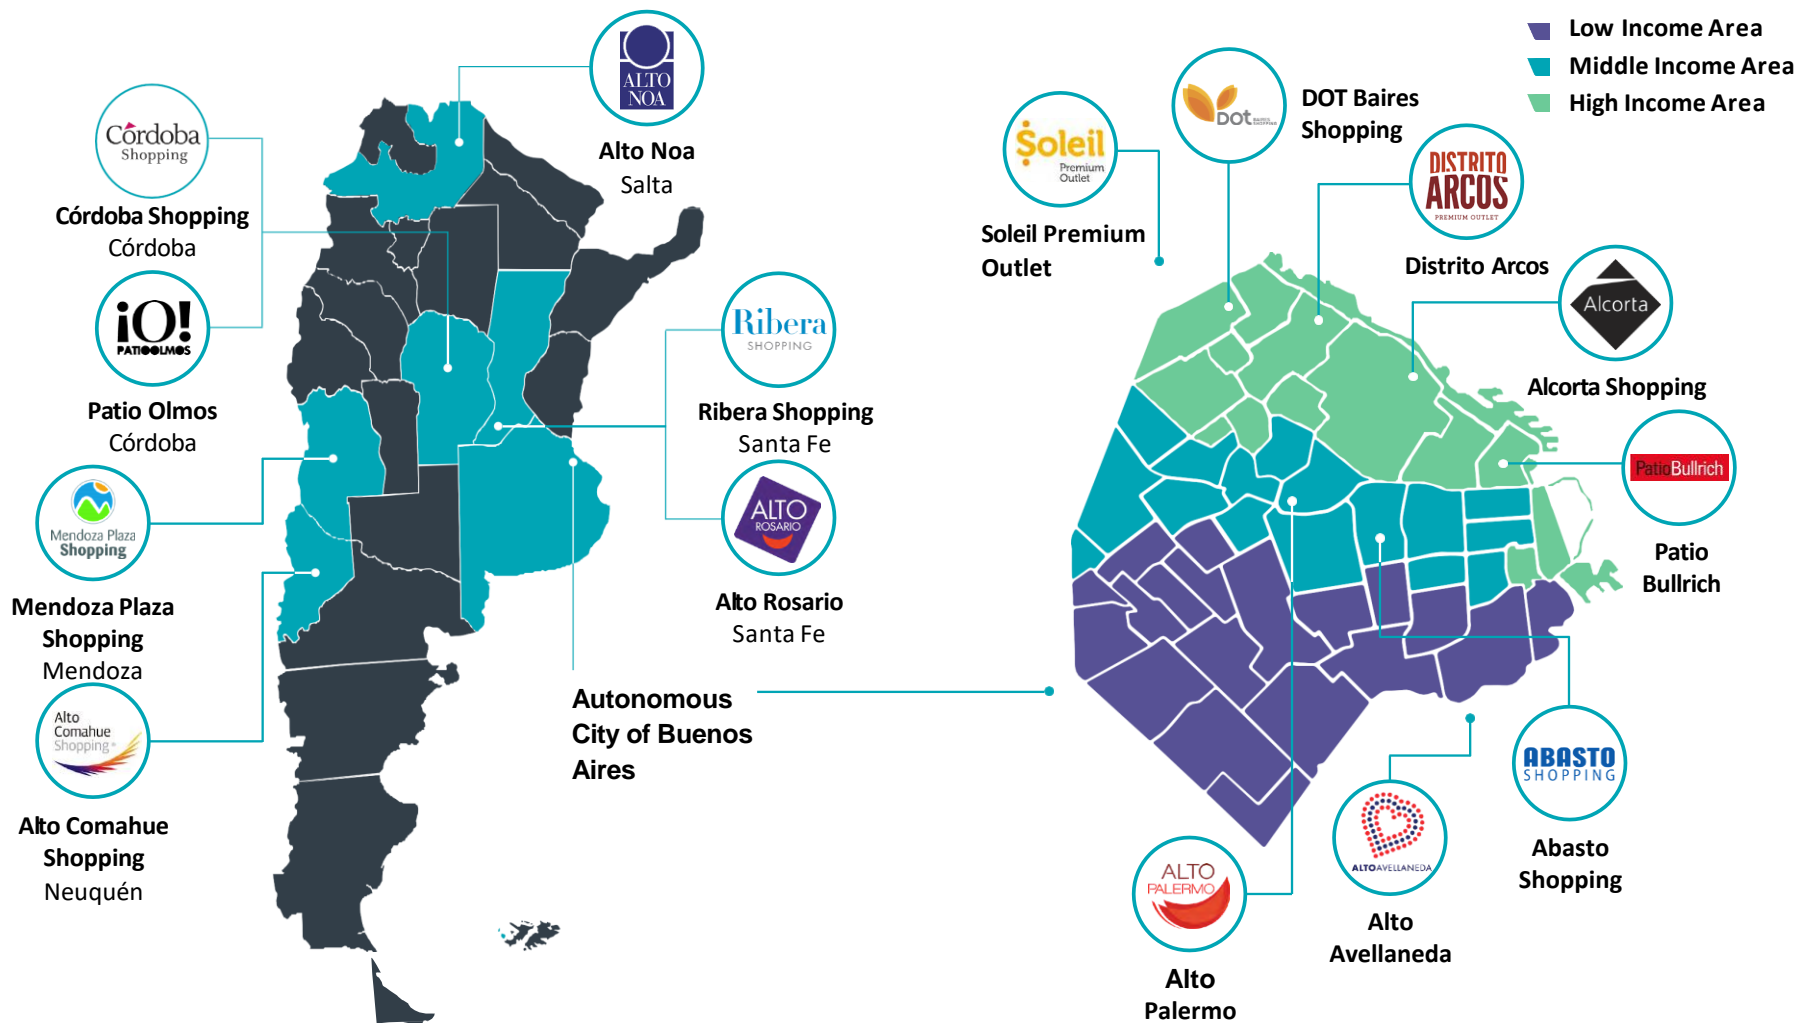 Low Income Area
Middle Income Area
High Income Area
ALTO
NOA
Alto Noa
Salta
Córdoba
Shopping
Córdoba Shopping
Córdoba
¡O!
PATIOOLMOS
Patio Olmos
Córdoba
Mendoza Plaza
Shopping
Mendoza Plaza
Shopping
Mendoza
Alto
Comahue
Shopping
Alto Comahue
Shopping
Neuquén
Ribera
SHOPPING
Ribera Shopping
Santa Fe
ALTO
ROSARIO
Alto Rosario
Santa Fe
Autonomous
City of Buenos
Aires
Soleil
Premium
Outlet
Soleil Premium
Outlet
DOT BAIRES
SHOPPING
DOT Baires
Shopping
DISTRITO
ARCOS
PREMIUM OUTLET
Distrito Arcos
Alcorta
Alcorta Shopping
PatioBullrich
Patio
Bullrich
ABASTO
SHOPPING
Abasto
Shopping
ALTOAVELLANEDA
Alto
Avellaneda
ALTO
PALERMO
Alto
Palermo